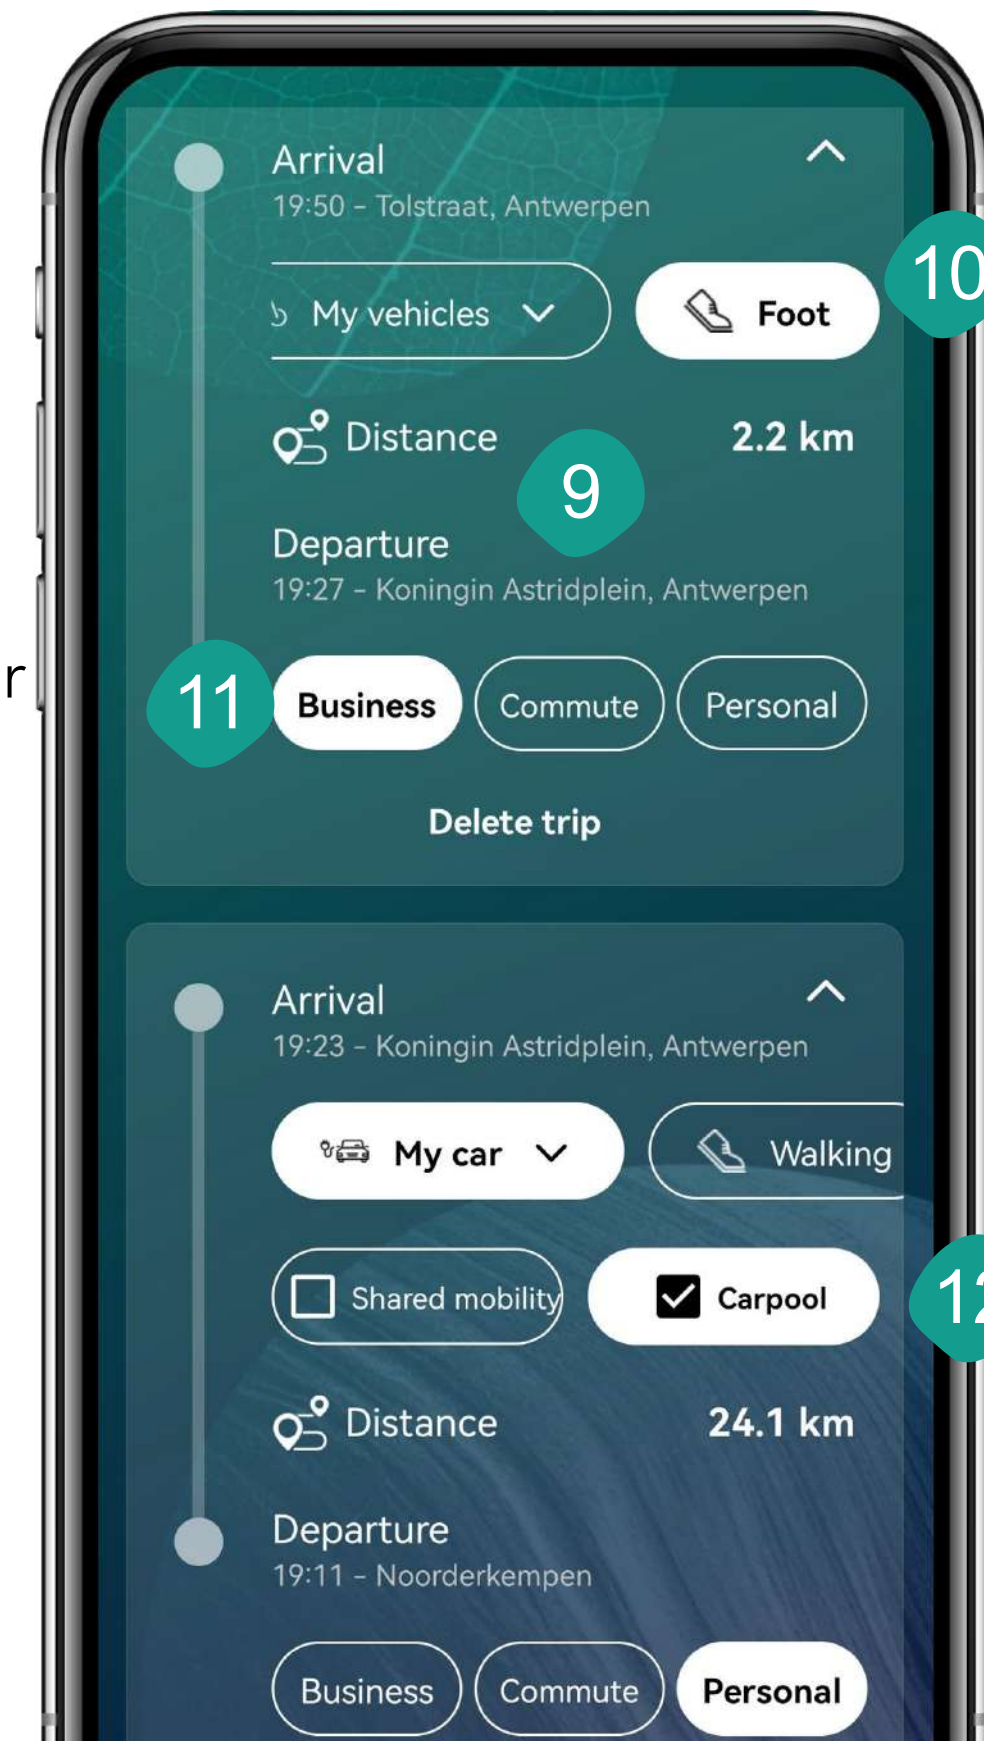 Arrival
19:50 – Tolstraat, Antwerpen
10
My vehicles Foot
Distance 2.2 km
9
Departure
19:27 – Koningin Astridplein, Antwerpen
r
11 Business Commute Personal
Delete trip
Arrival
19:23 – Koningin Astridplein, Antwerpen
My car Walking
Shared mobility Carpool 12
Distance 24.1 km
Departure
19:11 – Noorderkempen
Business Commute Personal